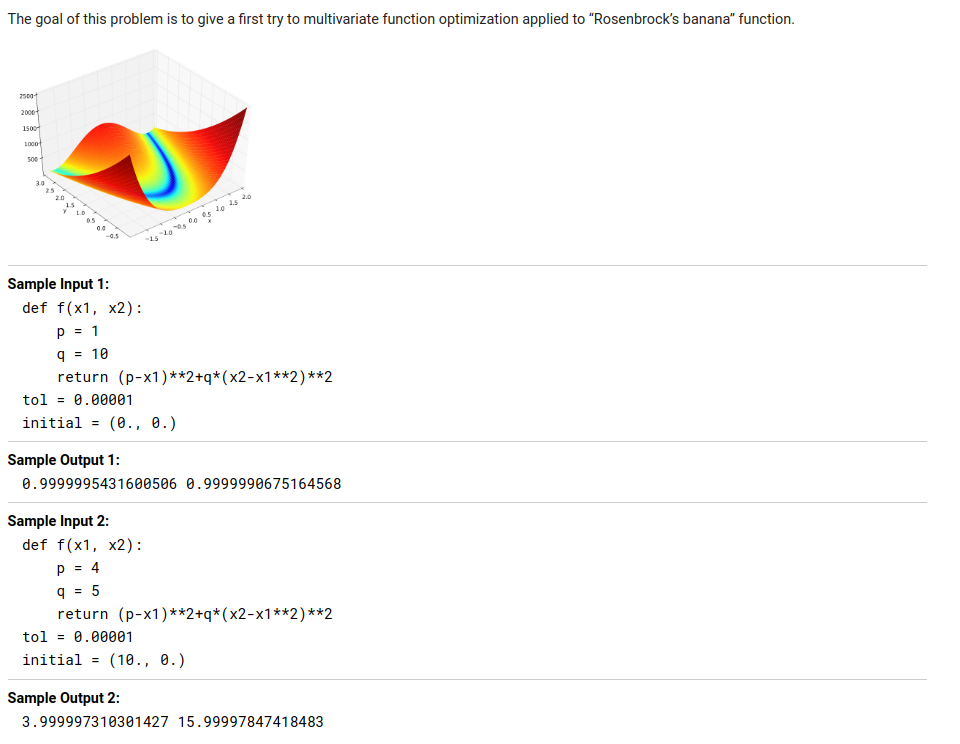 The goal of this problem is to give a first try to multivariate function optimization applied to “Rosenbrock’s banana” function.
2500
2000
1500
1000
500
3.0
2.5
2.0
1.5
y 1.0
0.5
0.0
−0.5
2.0
1.5
1.0
0.5
x
0.0
−0.5
−1.0
−1.5
Sample Input 1:
def f(x1, x2):
    p = 1
    q = 10
    return (p-x1)**2+q*(x2-x1**2)**2
tol = 0.00001
initial = (0., 0.)
Sample Output 1:
0.9999995431600506 0.9999990675164568
Sample Input 2:
def f(x1, x2):
    p = 4
    q = 5
    return (p-x1)**2+q*(x2-x1**2)**2
tol = 0.00001
initial = (10., 0.)
Sample Output 2:
3.999997310301427 15.99997847418483